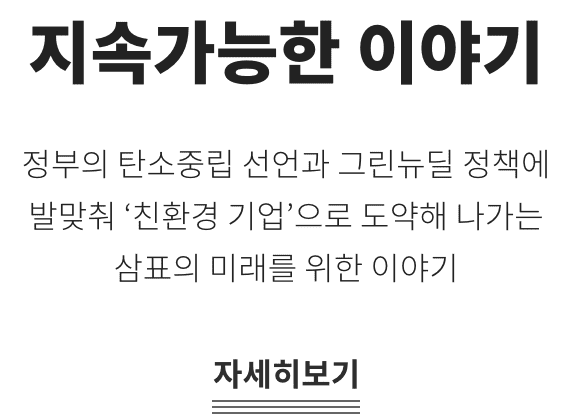 지속가능한 이야기
정부의 탄소중립 선언과 그린뉴딜 정책에
발맞춰 ‘친환경 기업’으로 도약해 나가는
삼표의 미래를 위한 이야기
자세히보기